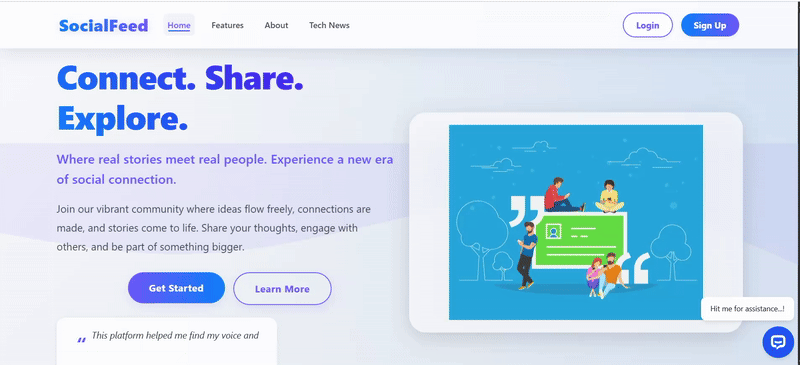 SocialFeed Home Features About Tech News Login Sign Up
Connect. Share.
Explore.
Where real stories meet real people. Experience a new era
of social connection.
Join our vibrant community where ideas flow freely, connections are
made, and stories come to life. Share your thoughts, engage with
others, and be part of something bigger.
Get Started Learn More
“ This platform helped me find my voice and
Hit me for assistance...!